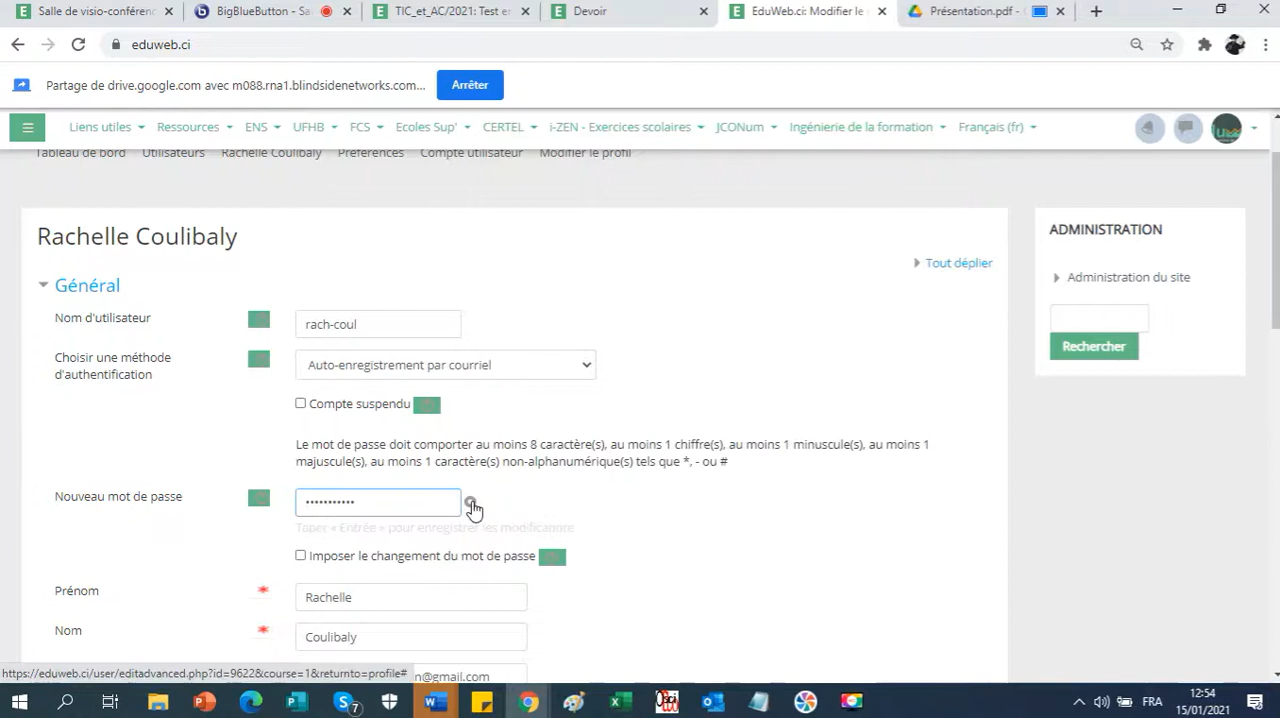 Salle de visio-conférenc
BigBlueButton - Sa
TIC_et_AC/2021: Test e
Devoir
EduWeb.ci: Modifier le
Présentation.pdf -
eduweb.ci
Partage de drive.google.com avec m088.rna1.blindsidenetworks.com...
Arrêter
Liens utiles Ressources ENS UFHB FCS Ecoles Sup' CERTEL i-ZEN - Exercices scolaires JCONum Ingénierie de la formation Français (fr)
Tableau de bord Utilisateurs Rachelle Coulibaly Préférences Compte utilisateur Modifier le profil
Rachelle Coulibaly
Tout déplier
Général
Nom d'utilisateur
rach-coul
Choisir une méthode
d'authentification
Auto-enregistrement par courriel
Compte suspendu
Le mot de passe doit comporter au moins 8 caractère(s), au moins 1 chiffre(s), au moins 1 minuscule(s), au moins 1
majuscule(s), au moins 1 caractère(s) non-alphanumérique(s) tels que *, - ou #
Nouveau mot de passe
•••••••••••
Taper « Entrée » pour enregistrer les modifications
Imposer le changement du mot de passe
Prénom
Rachelle
Nom
Coulibaly
n@gmail.com
ADMINISTRATION
Administration du site
Rechercher
https://eduweb.ci/user/editadvanced.php?id=9622&course=1&returnto=profile#
7
FRA
12:54
15/01/2021